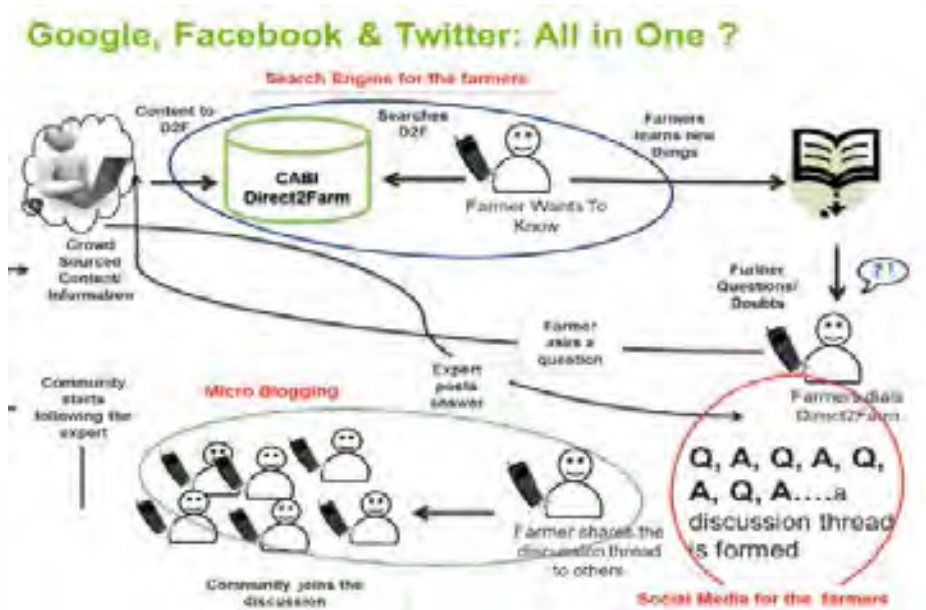 Google, Facebook & Twitter: All in One ?
Search Engine for the farmers
Content to
D2F
Searches
D2F
Farmers
learns new
things
CABI
Direct2Farm
Farmer Wants To
Know
Crowd
Sourced
Content/
Information
Further
Questions/
Doubts
? !
Farmer
asks a
question
Expert
posts
answer
Farmers dials
Direct2Farm
Community
starts
following the
expert
Micro Blogging
Q, A, Q, A, Q,
A, Q, A....a
discussion thread
is formed
Farmer shares the
discussion thread
to others
Community joins the
discussion
Social Media for the farmers